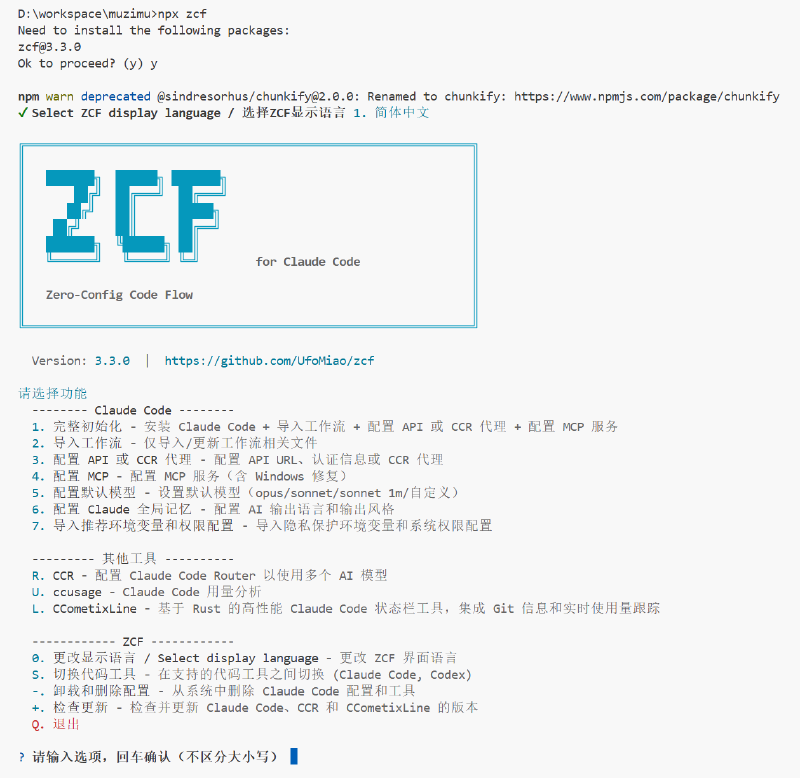 D:\workspace\muzimu>npx zcf
Need to install the following packages:
zcf@3.3.0
Ok to proceed? (y) y
npm warn deprecated @sindresorhus/chunkify@2.0.0: Renamed to chunkify: https://www.npmjs.com/package/chunkify
✓ Select ZCF display language / 选择ZCF显示语言 1. 简体中文
ZCF
for Claude Code
Zero-Config Code Flow
Version: 3.3.0 | https://github.com/UfoMiao/zcf
请选择功能
-------- Claude Code --------
1. 完整初始化 - 安装 Claude Code + 导入工作流 + 配置 API 或 CCR 代理 + 配置 MCP 服务
2. 导入工作流 - 仅导入/更新工作流相关文件
3. 配置 API 或 CCR 代理 - 配置 API URL、认证信息或 CCR 代理
4. 配置 MCP - 配置 MCP 服务（含 Windows 修复）
5. 配置默认模型 - 设置默认模型（opus/sonnet/sonnet 1m/自定义）
6. 配置 Claude 全局记忆 - 配置 AI 输出语言和输出风格
7. 导入推荐环境变量和权限配置 - 导入隐私保护环境变量和系统权限配置
--------- 其他工具 ----------
R. CCR - 配置 Claude Code Router 以使用多个 AI 模型
U. ccusage - Claude Code 用量分析
L. CCometixLine - 基于 Rust 的高性能 Claude Code 状态栏工具，集成 Git 信息和实时使用量跟踪
------------ ZCF ------------
0. 更改显示语言 / Select display language - 更改 ZCF 界面语言
S. 切换代码工具 - 在支持的代码工具之间切换 (Claude Code, Codex)
-. 卸载和删除配置 - 从系统中删除 Claude Code 配置和工具
+. 检查更新 - 检查并更新 Claude Code、CCR 和 CCometixLine 的版本
Q. 退出
? 请输入选项，回车确认（不区分大小写）